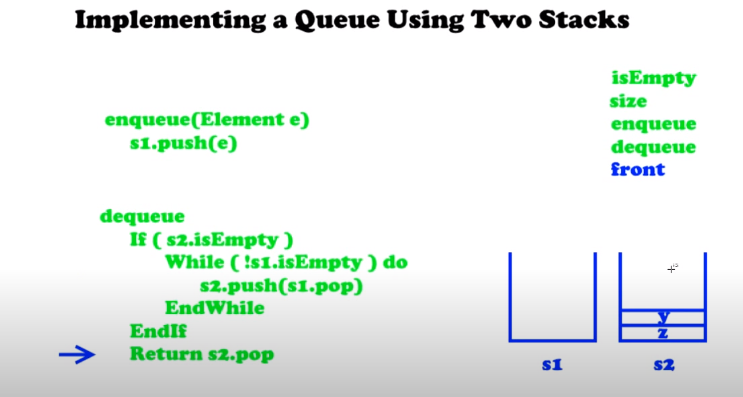 Implementing a Queue Using Two Stacks
isEmpty
size
enqueue
dequeue
front
enqueue(Element e)
s1.push(e)
dequeue
If ( s2.isEmpty )
While ( !s1.isEmpty ) do
s2.push(s1.pop)
EndWhile
EndIf
Return s2.pop
y
z
s1
s2